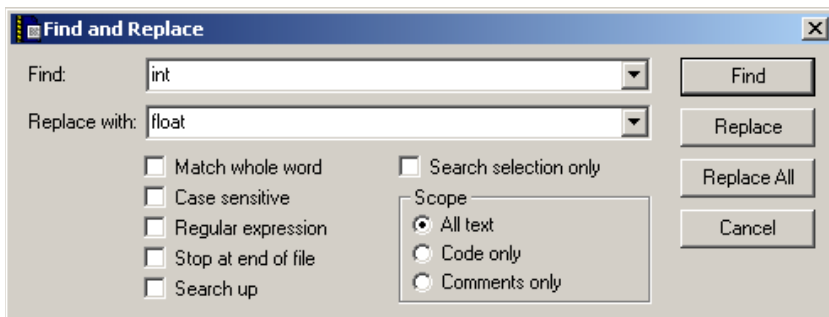 Find and Replace
Find: int Find
Replace with: float Replace
Match whole word Search selection only Replace All
Case sensitive Scope
Regular expression All text Cancel
Stop at end of file Code only
Search up Comments only